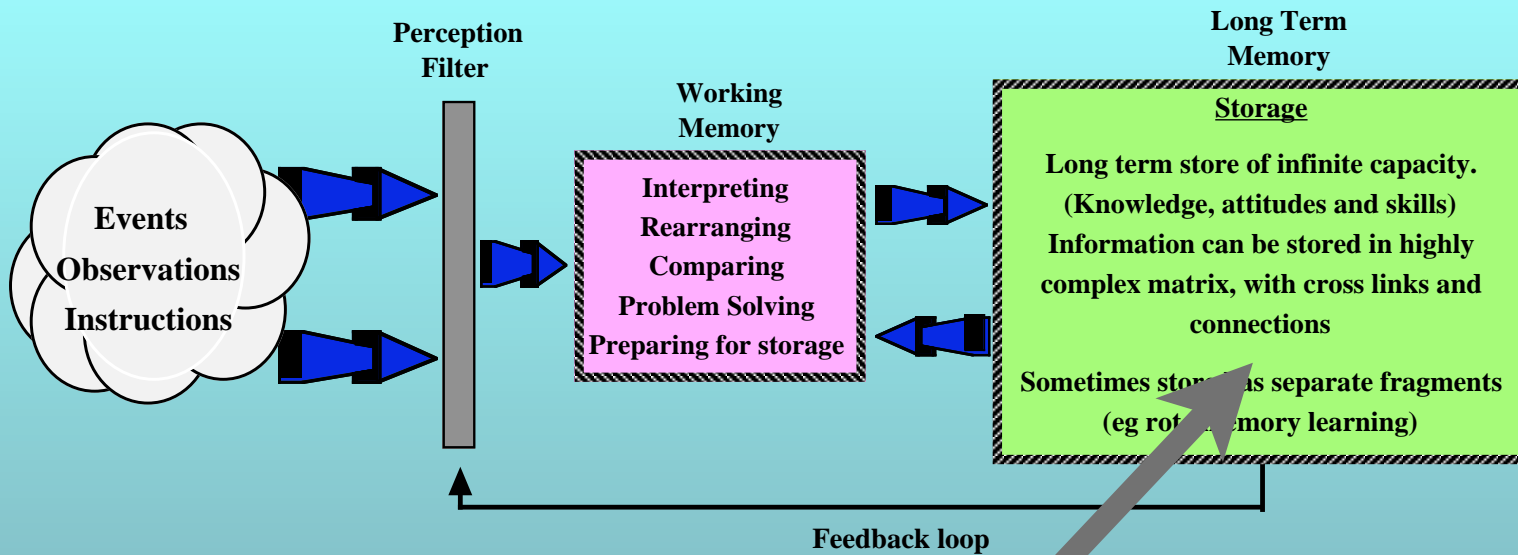 Perception
Filter
Long Term
Memory
Working
Memory
Events
Observations
Instructions
Interpreting
Rearranging
Comparing
Problem Solving
Preparing for storage
Storage
Long term store of infinite capacity.
(Knowledge, attitudes and skills)
Information can be stored in highly
complex matrix, with cross links and
connections
Sometimes as separate fragments
(eg learning)
Feedback loop